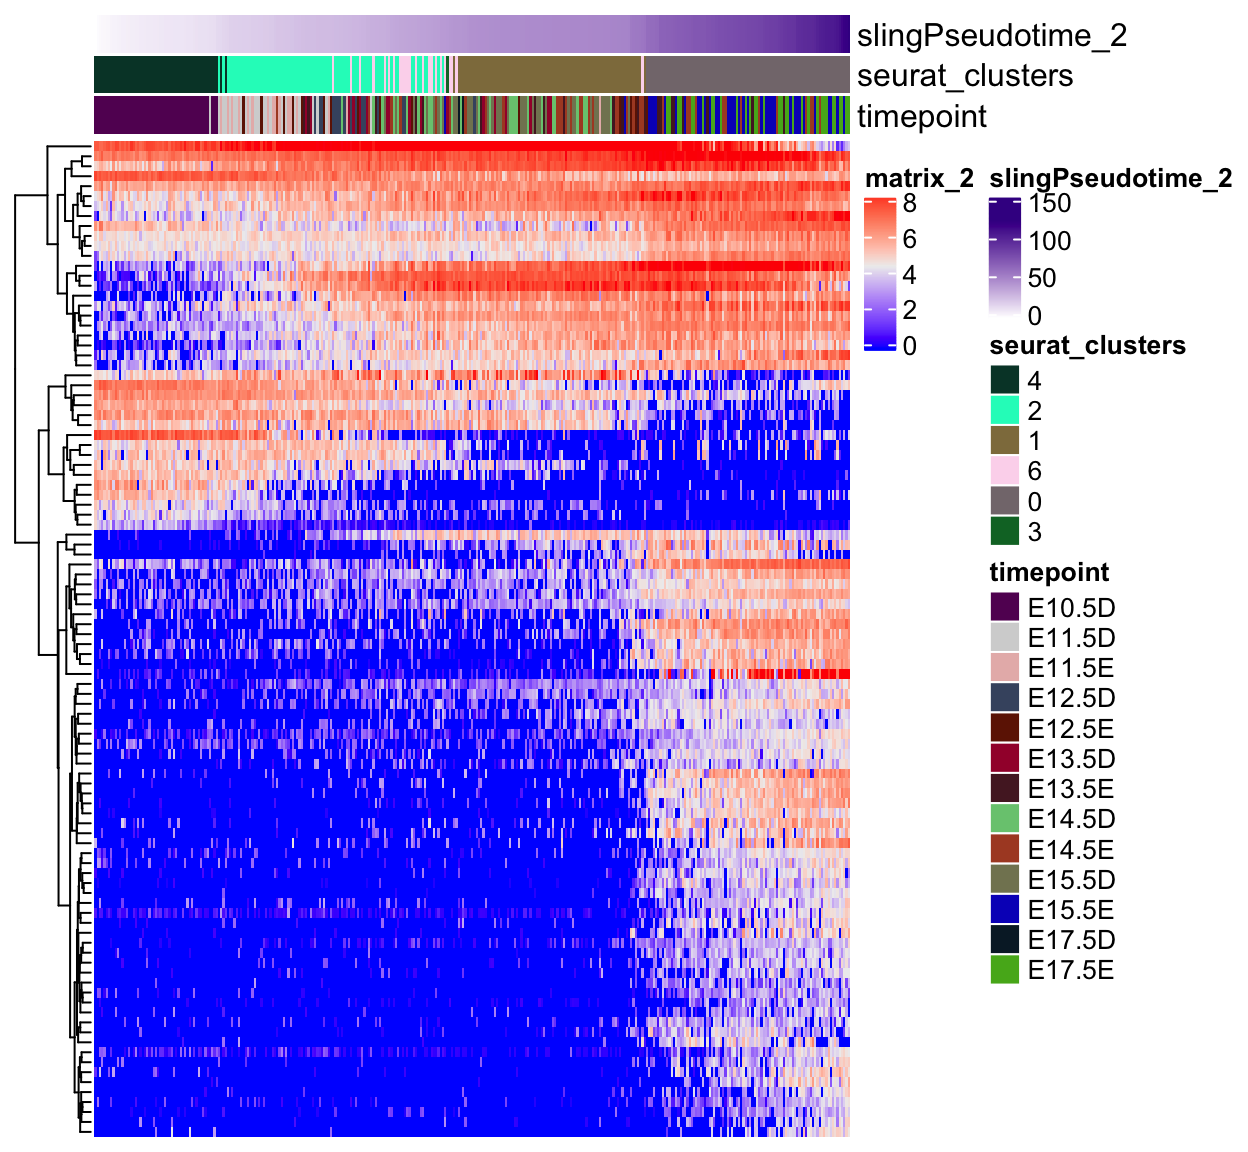 slingPseudotime_2
seurat_clusters
timepoint
matrix_2
8
6
4
2
0
slingPseudotime_2
150
100
50
0
seurat_clusters
4
2
1
6
0
3
timepoint
E10.5D
E11.5D
E11.5E
E12.5D
E12.5E
E13.5D
E13.5E
E14.5D
E14.5E
E15.5D
E15.5E
E17.5D
E17.5E